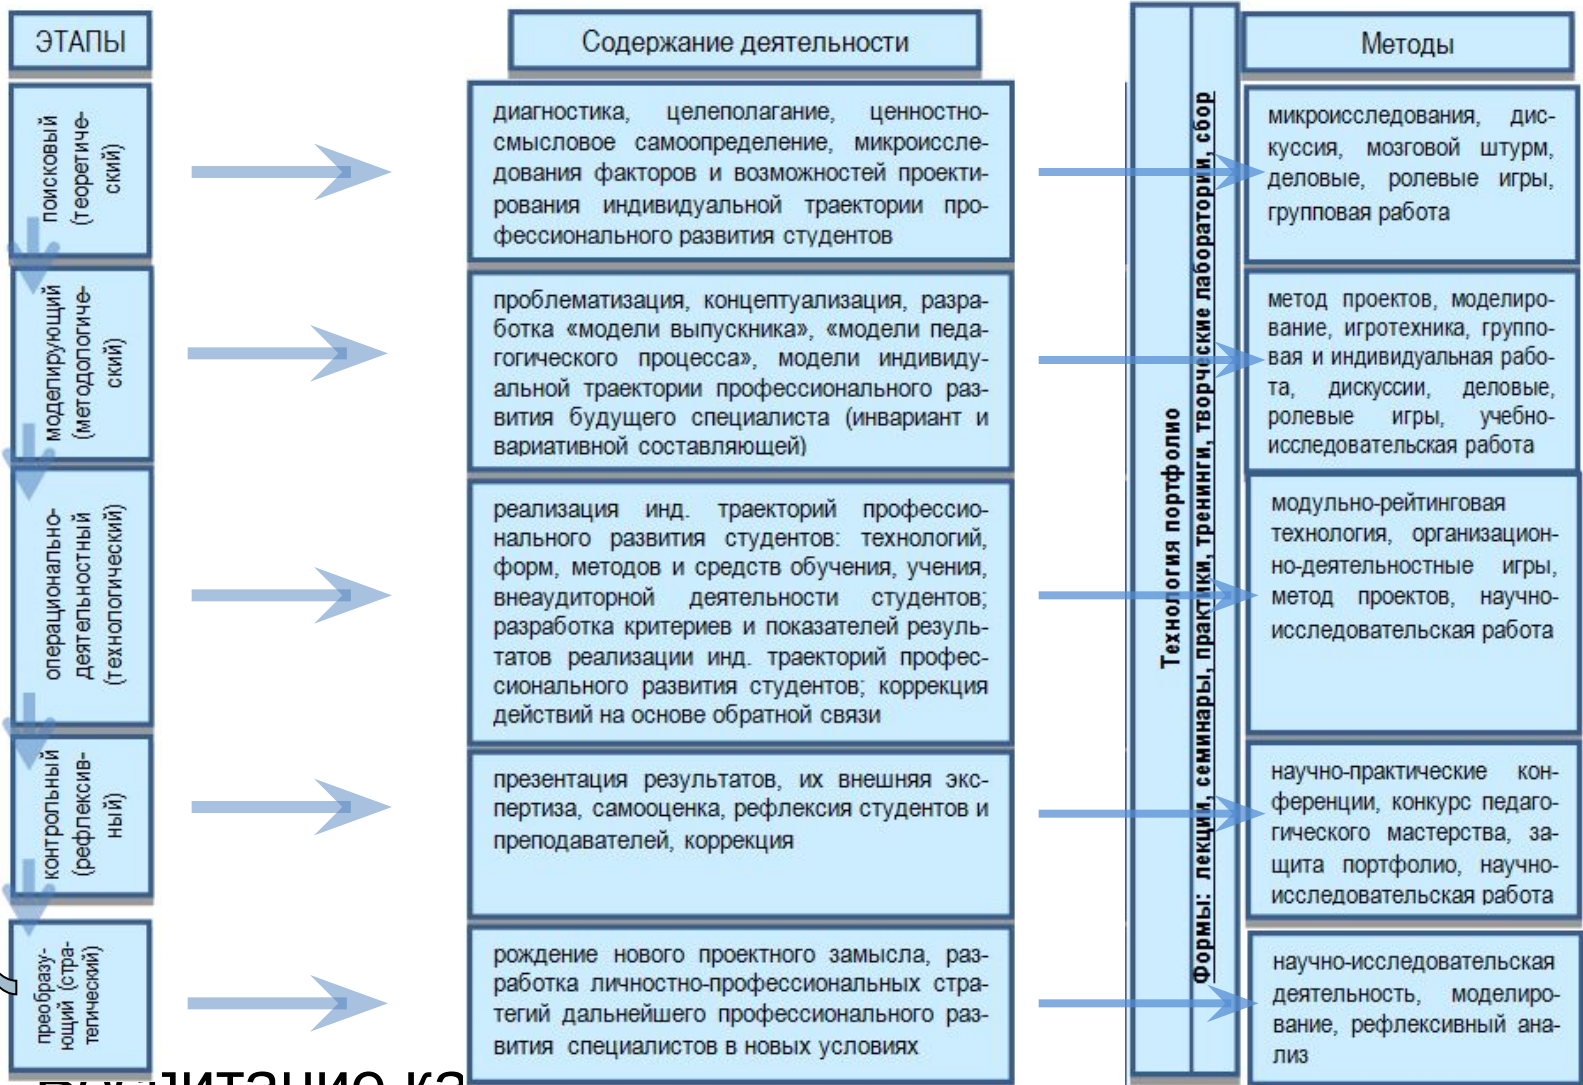 ЭТАПЫ
Содержание деятельности
Методы
поисковый
(теоретиче-
ский)
диагностика, целеполагание, ценностно-
смысловое самоопределение, микроиссле-
дования факторов и возможностей проекти-
рования индивидуальной траектории про-
фессионального развития студентов
микроисследования, дис-
куссия, мозговой штурм,
деловые, ролевые игры,
групповая работа
моделирующий
(методологиче-
ский)
проблематизация, концептуализация, разра-
ботка «модели выпускника», «модели педа-
гогического процесса», модели индивиду-
альной траектории профессионального раз-
вития будущего специалиста (инвариант и
вариативной составляющей)
метод проектов, моделиро-
вание, игротехника, группо-
вая и индивидуальная рабо-
та, дискуссии, деловые,
ролевые игры, учебно-
исследовательская работа
операционально-
деятельностный
(технологический)
реализация инд. траекторий профессио-
нального развития студентов: технологий,
форм, методов и средств обучения, учения,
внеаудиторной деятельности студентов;
разработка критериев и показателей резуль-
татов реализации инд. траекторий профес-
сионального развития студентов; коррекция
действий на основе обратной связи
модульно-рейтинговая
технология, организацион-
но-деятельностные игры,
метод проектов, научно-
исследовательская работа
контрольный
(рефлексив-
ный)
презентация результатов, их внешняя экс-
пертиза, самооценка, рефлексия студентов и
преподавателей, коррекция
научно-практические кон-
ференции, конкурс педаго-
гического мастерства, за-
щита портфолио, научно-
исследовательская работа
преобразу-
ющий (стра-
тегический)
рождение нового проектного замысла, раз-
работка личностно-профессиональных стра-
тегий дальнейшего профессионального раз-
вития специалистов в новых условиях
научно-исследовательская
деятельность, моделиро-
вание, рефлексивный ана-
лиз
Технология портфолио
Формы: лекции, семинары, практики, тренинги, творческие лаборатории, сбор